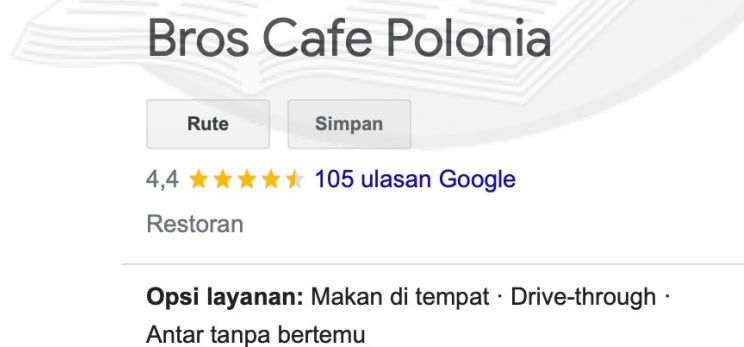 Bros Cafe Polonia
Rute
Simpan
4,4 105 ulasan Google
Restoran
Opsi layanan: Makan di tempat · Drive-through ·
Antar tanpa bertemu